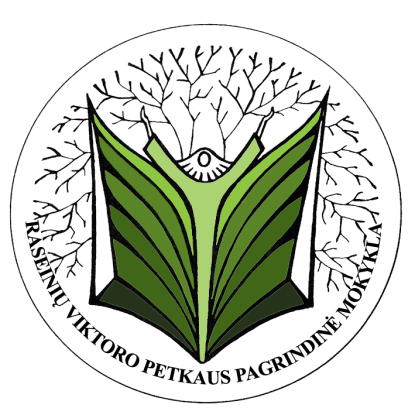 RASEINIŲ VIKTORO PETKAUS PAGRINDINĖ MOKYKLA